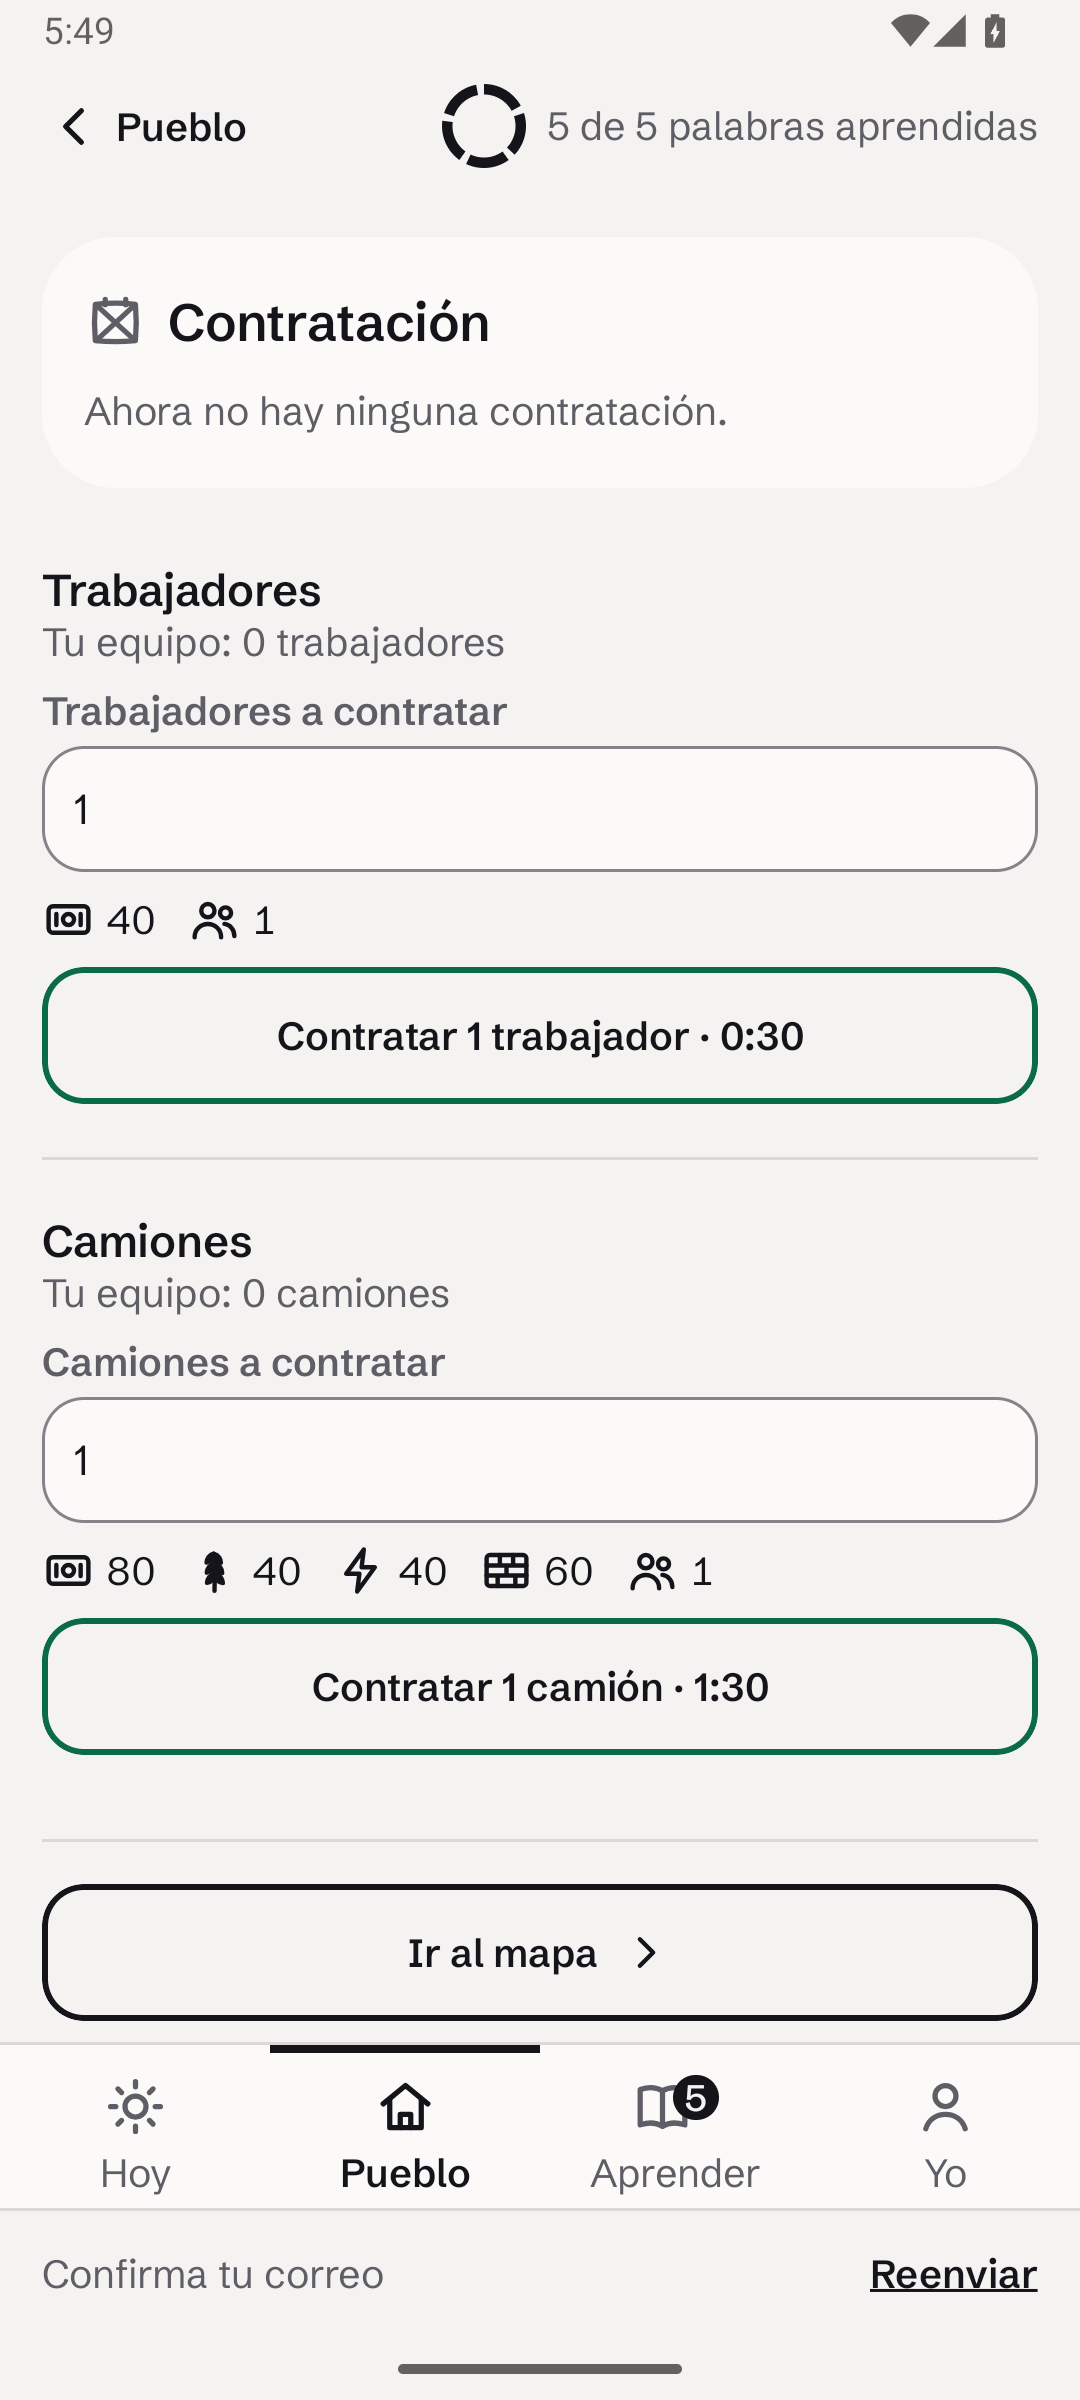 5:49
Pueblo
5 de 5 palabras aprendidas
Contratación
Ahora no hay ninguna contratación.
Trabajadores
Tu equipo: 0 trabajadores
Trabajadores a contratar
1
40 1
Contratar 1 trabajador · 0:30
Camiones
Tu equipo: 0 camiones
Camiones a contratar
1
80 40 40 60 1
Contratar 1 camión · 1:30
Ir al mapa
5
Hoy Pueblo Aprender Yo
Confirma tu correo Reenviar